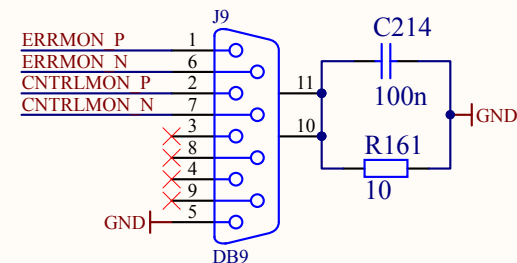 J9
ERRMON_P 1
ERRMON_N 6
CNTRLMON_P 2
CNTRLMON_N 7
3
8
4
9
GND 5
DB9
11
10
C214
100n
GND
R161
10